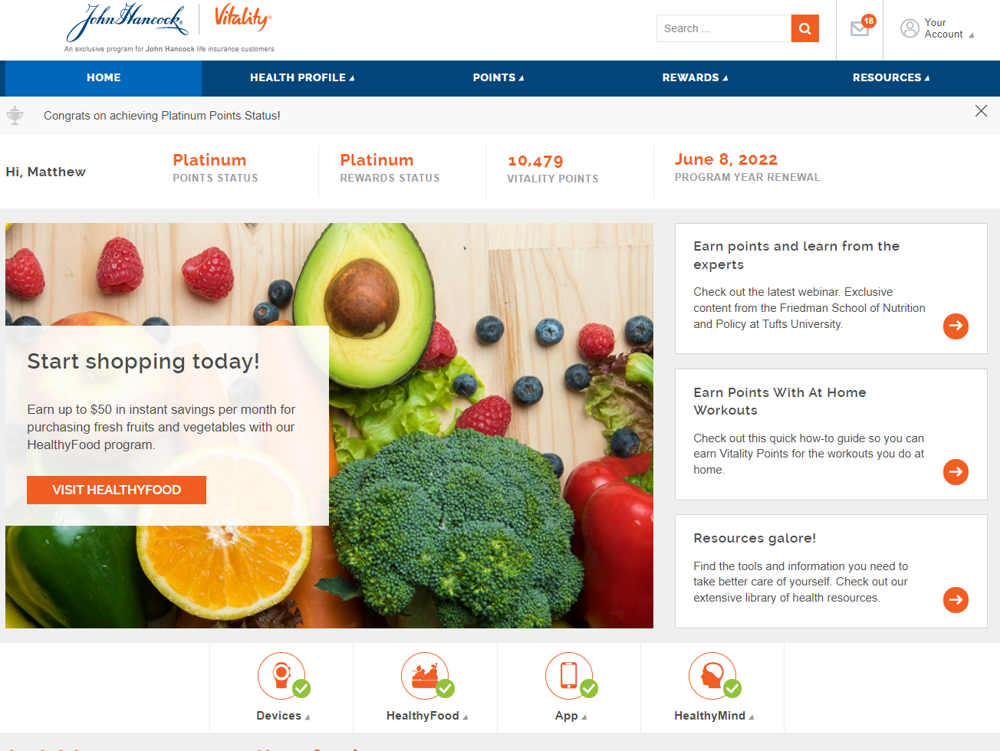 John Hancock Vitality
An exclusive program for John Hancock life insurance customers
Search ...
18
Your
Account
HOME
HEALTH PROFILE
POINTS
REWARDS
RESOURCES
Congrats on achieving Platinum Points Status!
Hi, Matthew
Platinum
POINTS STATUS
Platinum
REWARDS STATUS
10,479
VITALITY POINTS
June 8, 2022
PROGRAM YEAR RENEWAL
Start shopping today!
Earn up to $50 in instant savings per month for
purchasing fresh fruits and vegetables with our
HealthyFood program.
VISIT HEALTHYFOOD
Earn points and learn from the
experts
Check out the latest webinar. Exclusive
content from the Friedman School of Nutrition
and Policy at Tufts University.
Earn Points With At Home
Workouts
Check out this quick how-to guide so you can
earn Vitality Points for the workouts you do at
home.
Resources galore!
Find the tools and information you need to
take better care of yourself. Check out our
extensive library of health resources.
Devices
HealthyFood
App
HealthyMind